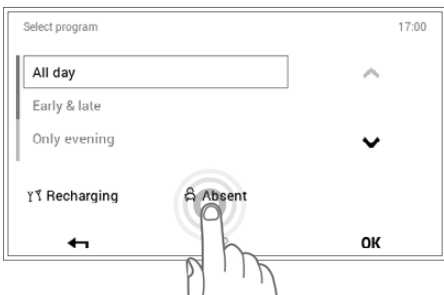 Select program 17:00
All day
Early & late
Only evening
Recharging Absent
OK